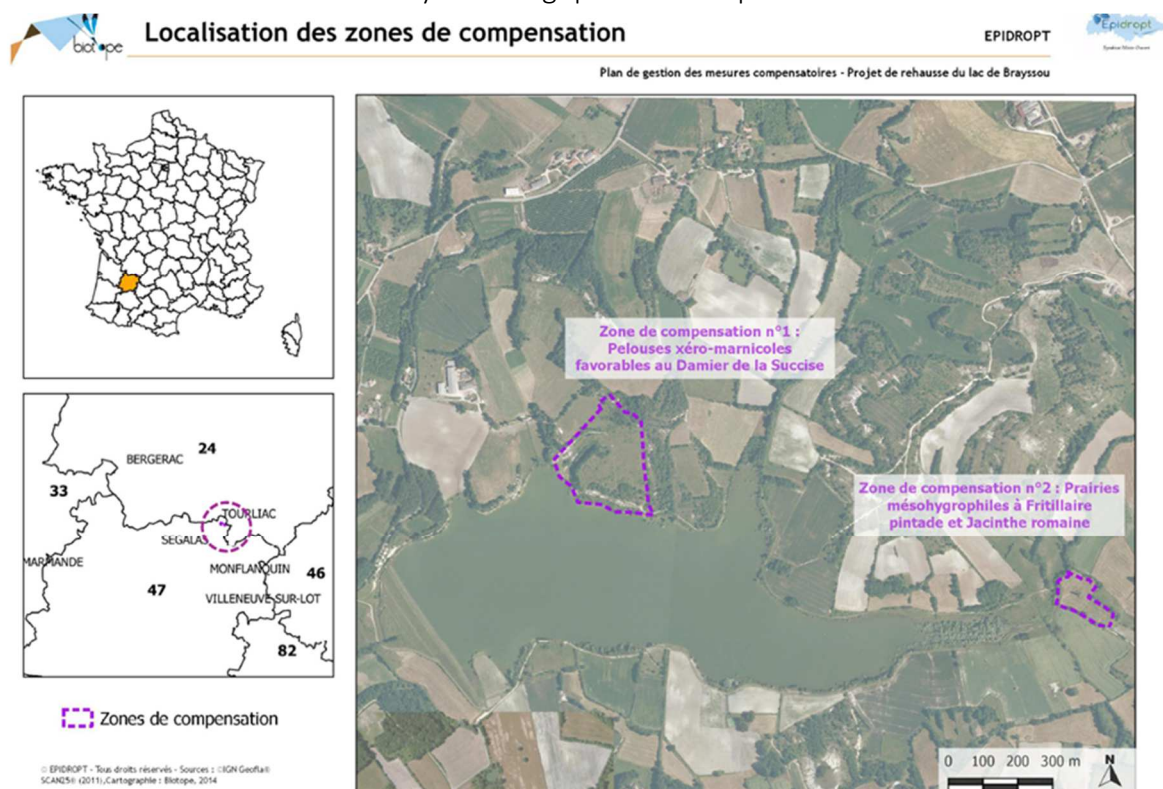 biotope
Localisation des zones de compensation
EPIDROPT
Epidropt
Plan de gestion des mesures compensatoires - Projet de rehausse du lac de Brayssou
Zone de compensation n°1 :
Pelouses xéro-marnicoles
favorables au Damier de la Succise
Zone de compensation n°2 : Prairies
mésohygrophiles à Fritillaire
pintade et Jacinthe romaine
24
BERGERAC
33
TOURLIAC
SEGALAS
MARMANDE
MONFLANQUIN
46
47
VILLENEUVE-SUR-LOT
82
Zones de compensation
© EPIDROPT - Tous droits réservés - Sources : ©IGN Geofla®
SCAN25® (2011),Cartographie : Biotope, 2014
0 100 200 300 m
N